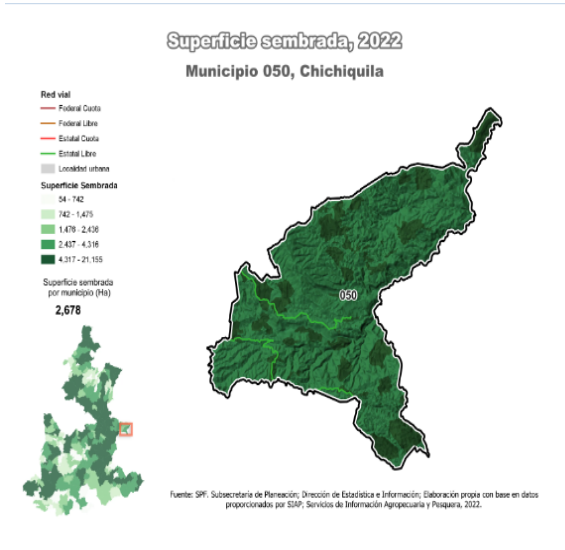 Superficie sembrada, 2022
Municipio 050, Chichiquila
Red vial
Federal Cuota
Federal Libre
Estatal Cuota
Estatal Libre
Localidad urbana
Superficie Sembrada
54 - 742
742 - 1,475
1,476 - 2,436
2,437 - 4,316
4,317 - 21,155
Superficie sembrada
por municipio (Ha)
2,678
050
Fuente: SPF. Subsecretaria de Planeación; Dirección de Estadística e Información; Elaboración propia con base en datos
proporcionados por SIAP; Servicios de Información Agropecuaria y Pesquera, 2022.